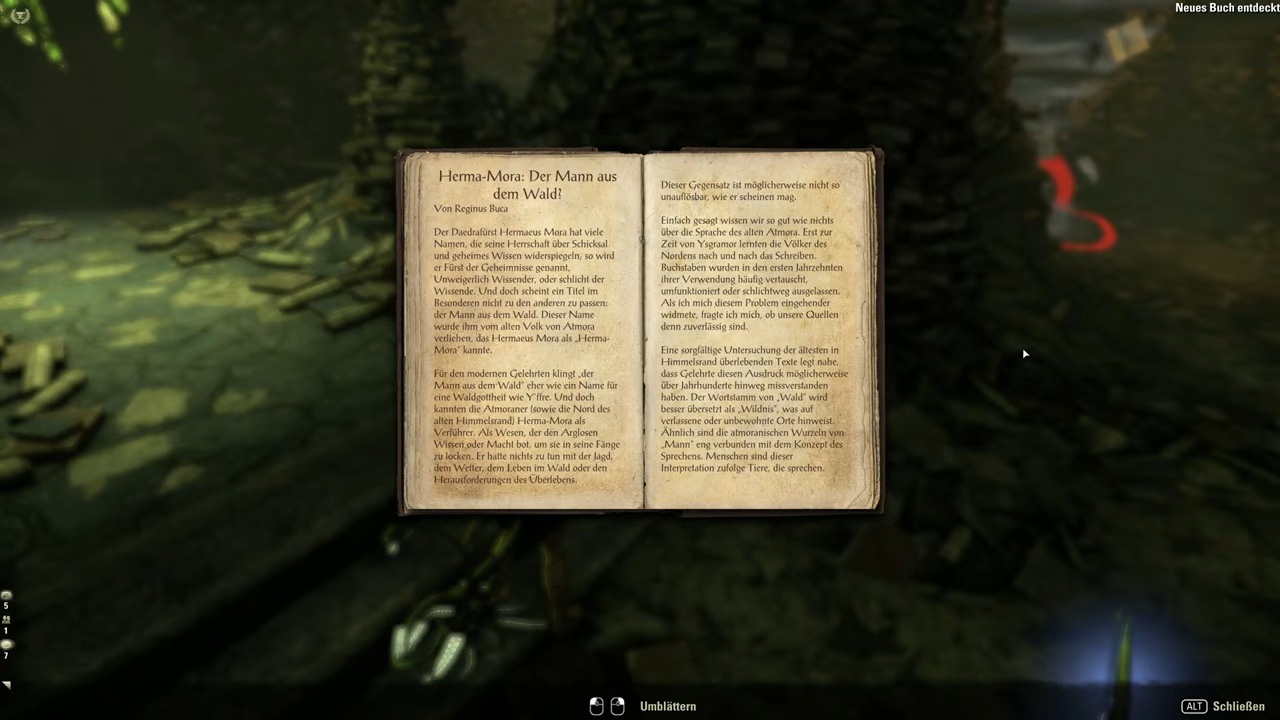 Neues Buch entdeckt
Herma-Mora: Der Mann aus
dem Wald?
Von Reginus Buca
Der Daedrafürst Hermaeus Mora hat viele
Namen, die seine Herrschaft über Schicksal
und geheimes Wissen widerspiegeln; so wird
er Fürst der Geheimnisse genannt,
Unweigerlich Wissender, oder schlicht der
Wissende. Und doch scheint ein Titel im
Besonderen nicht zu den anderen zu passen:
der Mann aus dem Wald. Dieser Name
wurde ihm vom alten Volk von Atmora
verliehen, das Hermaeus Mora als „Herma-
Mora“ kannte.
Für den modernen Gelehrten klingt „der
Mann aus dem Wald“ eher wie ein Name für
eine Waldgottheit wie Y'ffre. Und doch
kannten die Atmoraner (sowie die Nord des
alten Himmelsrand) Herma-Mora als
Verführer. Als Wesen, der den Arglosen
Wissen oder Macht bot, um sie in seine Fänge
zu locken. Er hatte nichts zu tun mit der Jagd,
dem Wetter, dem Leben im Wald oder den
Herausforderungen des Überlebens.
Dieser Gegensatz ist möglicherweise nicht so
unauflösbar, wie er scheinen mag.
Einfach gesagt wissen wir so gut wie nichts
über die Sprache des alten Atmora. Erst zur
Zeit von Ysgramor lernten die Völker des
Nordens nach und nach das Schreiben.
Buchstaben wurden in den ersten Jahrzehnten
ihrer Verwendung häufig vertauscht,
umfunktioniert oder schlichtweg ausgelassen.
Als ich mich diesem Problem eingehender
widmete, fragte ich mich, ob unsere Quellen
denn zuverlässig sind.
Eine sorgfältige Untersuchung der ältesten in
Himmelsrand überlebenden Texte legt nahe,
dass Gelehrte diesen Ausdruck möglicherweise
über Jahrhunderte hinweg missverstanden
haben. Der Wortstamm von „Wald“ wird
besser übersetzt als „Wildnis“, was auf
verlassene oder unbewohnte Orte hinweist.
Ähnlich sind die atmoranischen Wurzeln von
„Mann“ eng verbunden mit dem Konzept des
Sprechens. Menschen sind dieser
Interpretation zufolge Tiere, die sprechen.
5
1
7
Umblättern
ALT Schließen